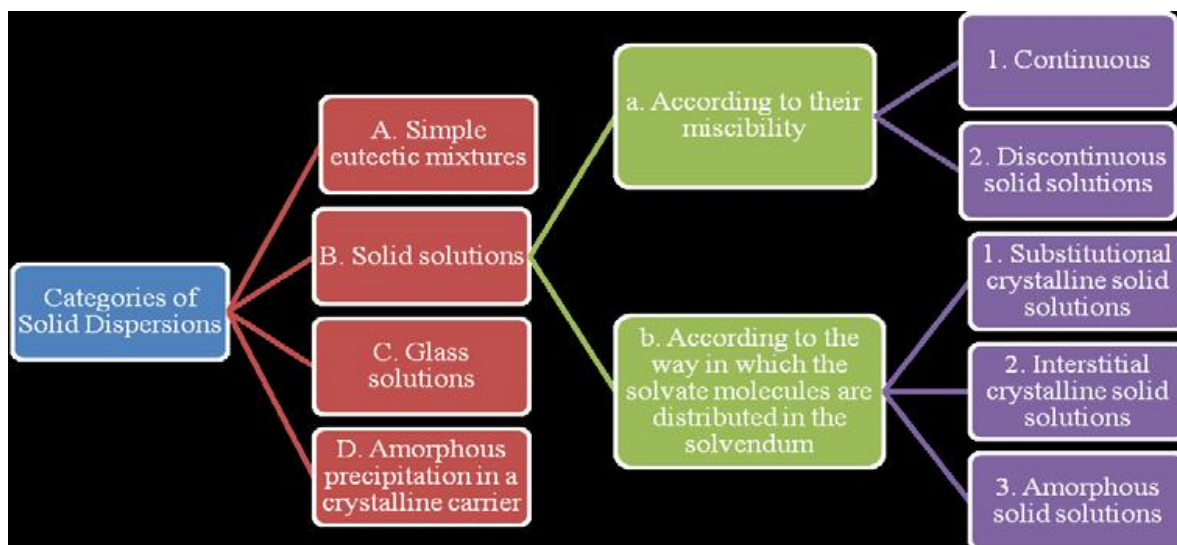 Categories of
Solid Dispersions
A. Simple
eutectic mixtures
B. Solid solutions
C. Glass
solutions
D. Amorphous
precipitation in a
crystalline carrier
a. According to their
miscibility
b. According to the
way in which the
solvate molecules are
distributed in the
solvendum
1. Continuous
2. Discontinuous
solid solutions
1. Substitutional
crystalline solid
solutions
2. Interstitial
crystalline solid
solutions
3. Amorphous
solid solutions